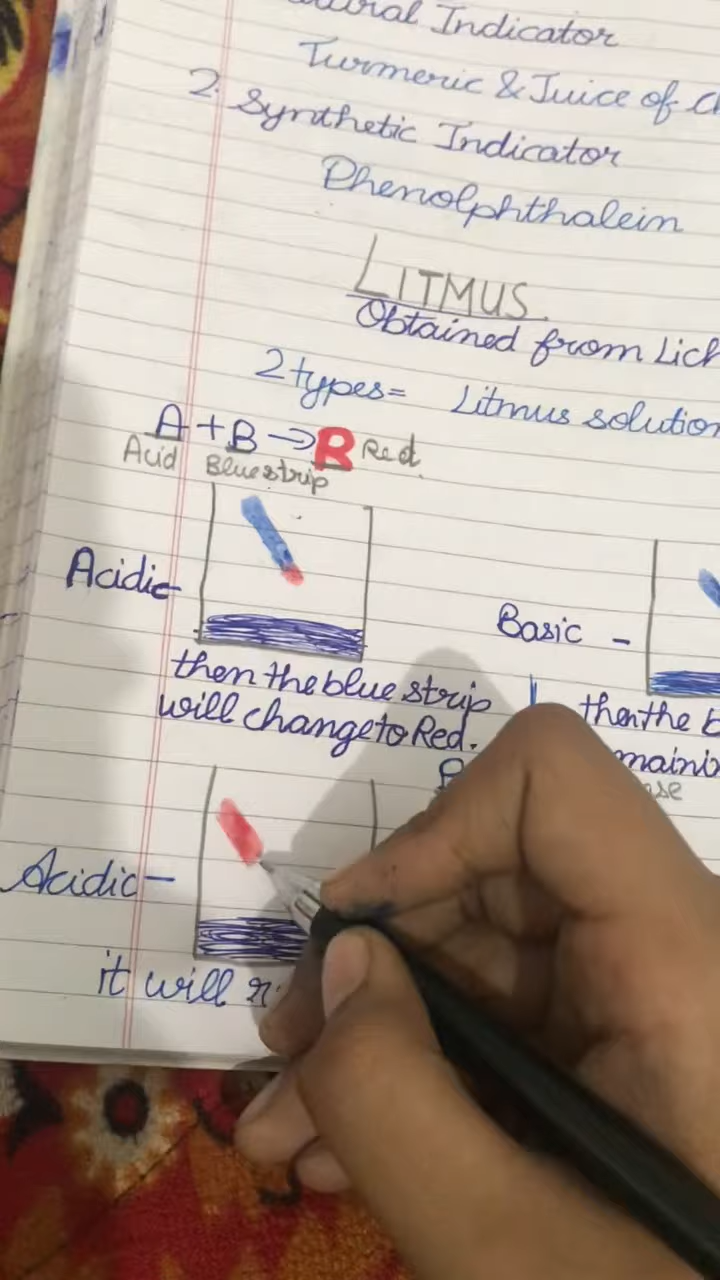 Indicator
Turmeric & Juice of
2. Synthetic Indicator
Phenolphthalein
LITMUS.
Obtained from
2 types= Litmus solution
A + B → R Red
Acid Blue strip
Acidic-
Basic -
then the blue strip
will change to Red.
then the
Acidic -
it will